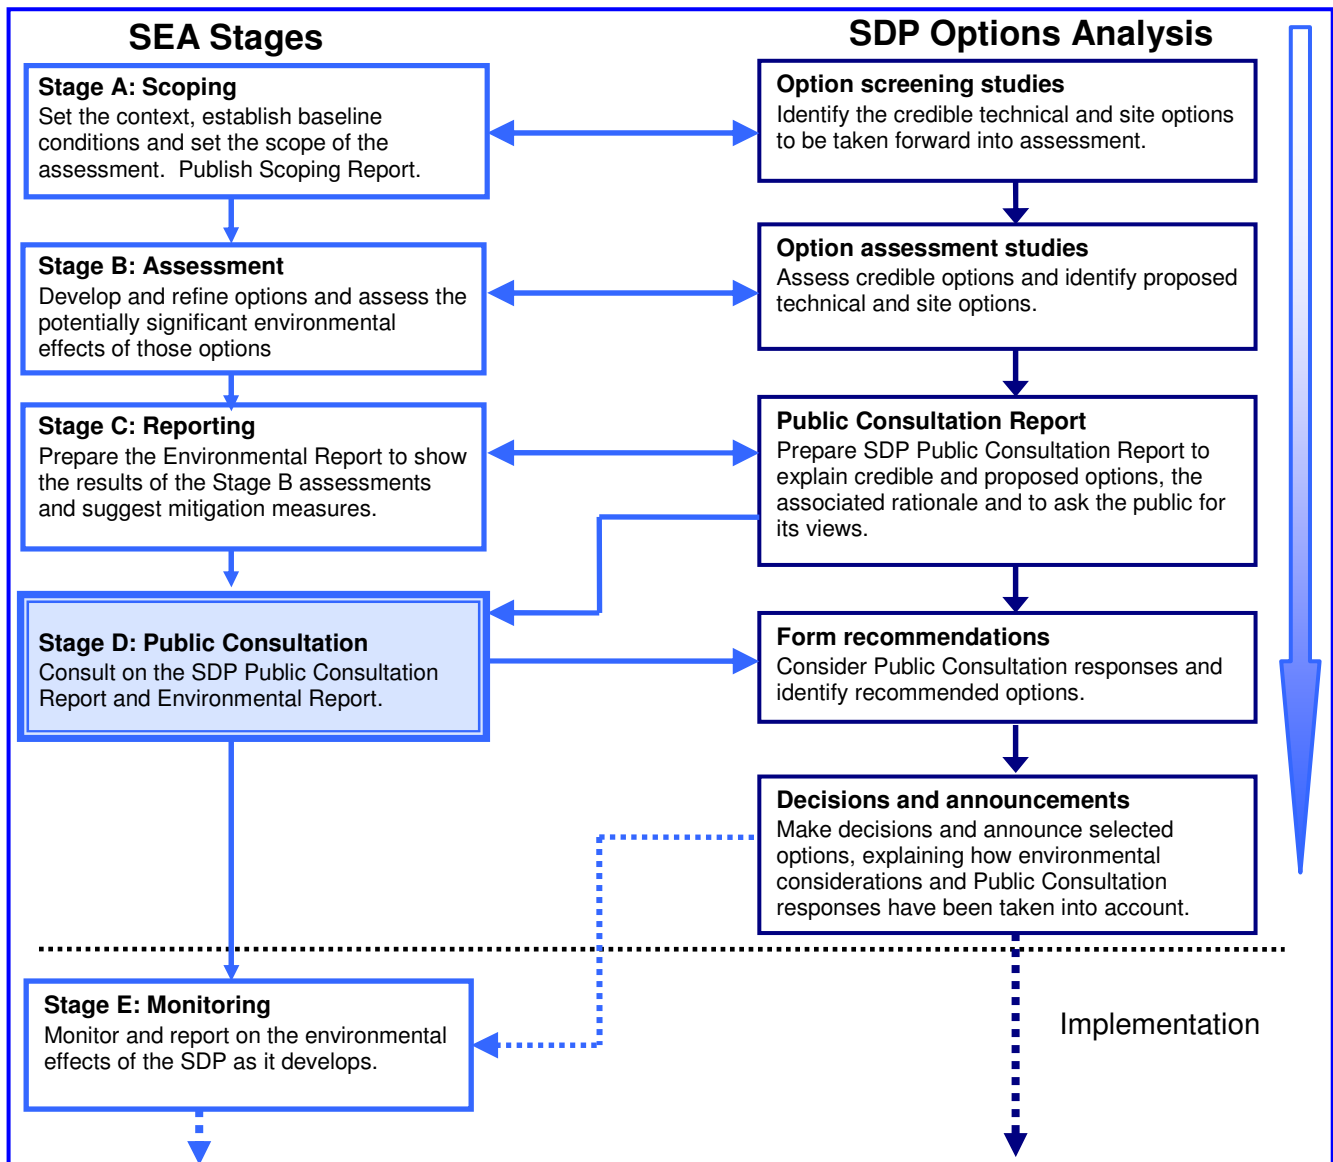 SEA Stages
SDP Options Analysis
Stage A: Scoping
Set the context, establish baseline
conditions and set the scope of the
assessment.  Publish Scoping Report.
Option screening studies
Identify the credible technical and site options
to be taken forward into assessment.
Stage B: Assessment
Develop and refine options and assess the
potentially significant environmental
effects of those options
Option assessment studies
Assess credible options and identify proposed
technical and site options.
Stage C: Reporting
Prepare the Environmental Report to show
the results of the Stage B assessments
and suggest mitigation measures.
Public Consultation Report
Prepare SDP Public Consultation Report to
explain credible and proposed options, the
associated rationale and to ask the public for
its views.
Stage D: Public Consultation
Consult on the SDP Public Consultation
Report and Environmental Report.
Form recommendations
Consider Public Consultation responses and
identify recommended options.
Decisions and announcements
Make decisions and announce selected
options, explaining how environmental
considerations and Public Consultation
responses have been taken into account.
Stage E: Monitoring
Monitor and report on the environmental
effects of the SDP as it develops.
Implementation